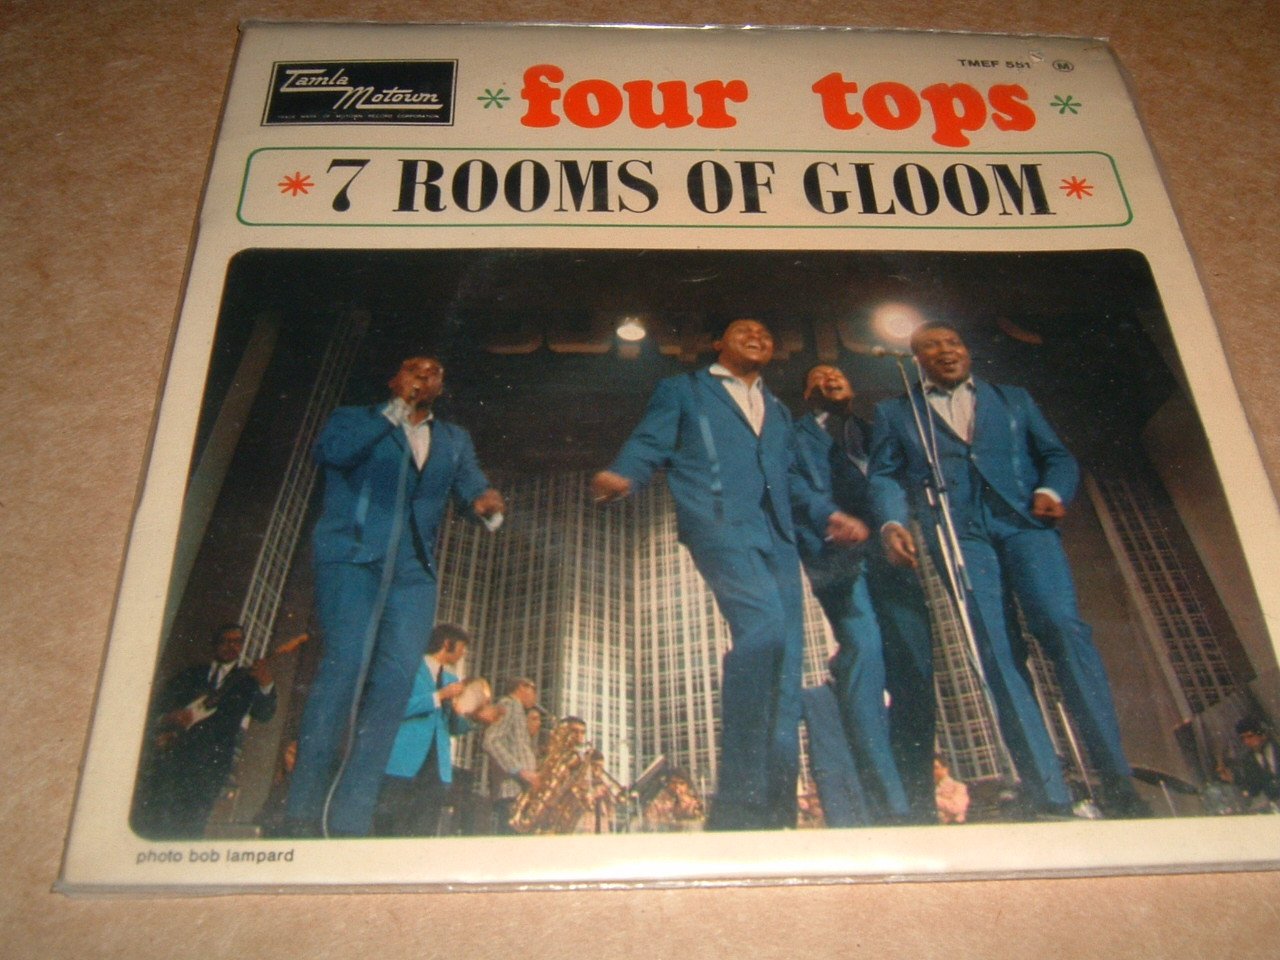 Tamla
Motown
TRADE MARK OF MOTOWN RECORD CORPORATION
TMEF 551 M
* four tops *
* 7 ROOMS OF GLOOM *
photo bob lampard